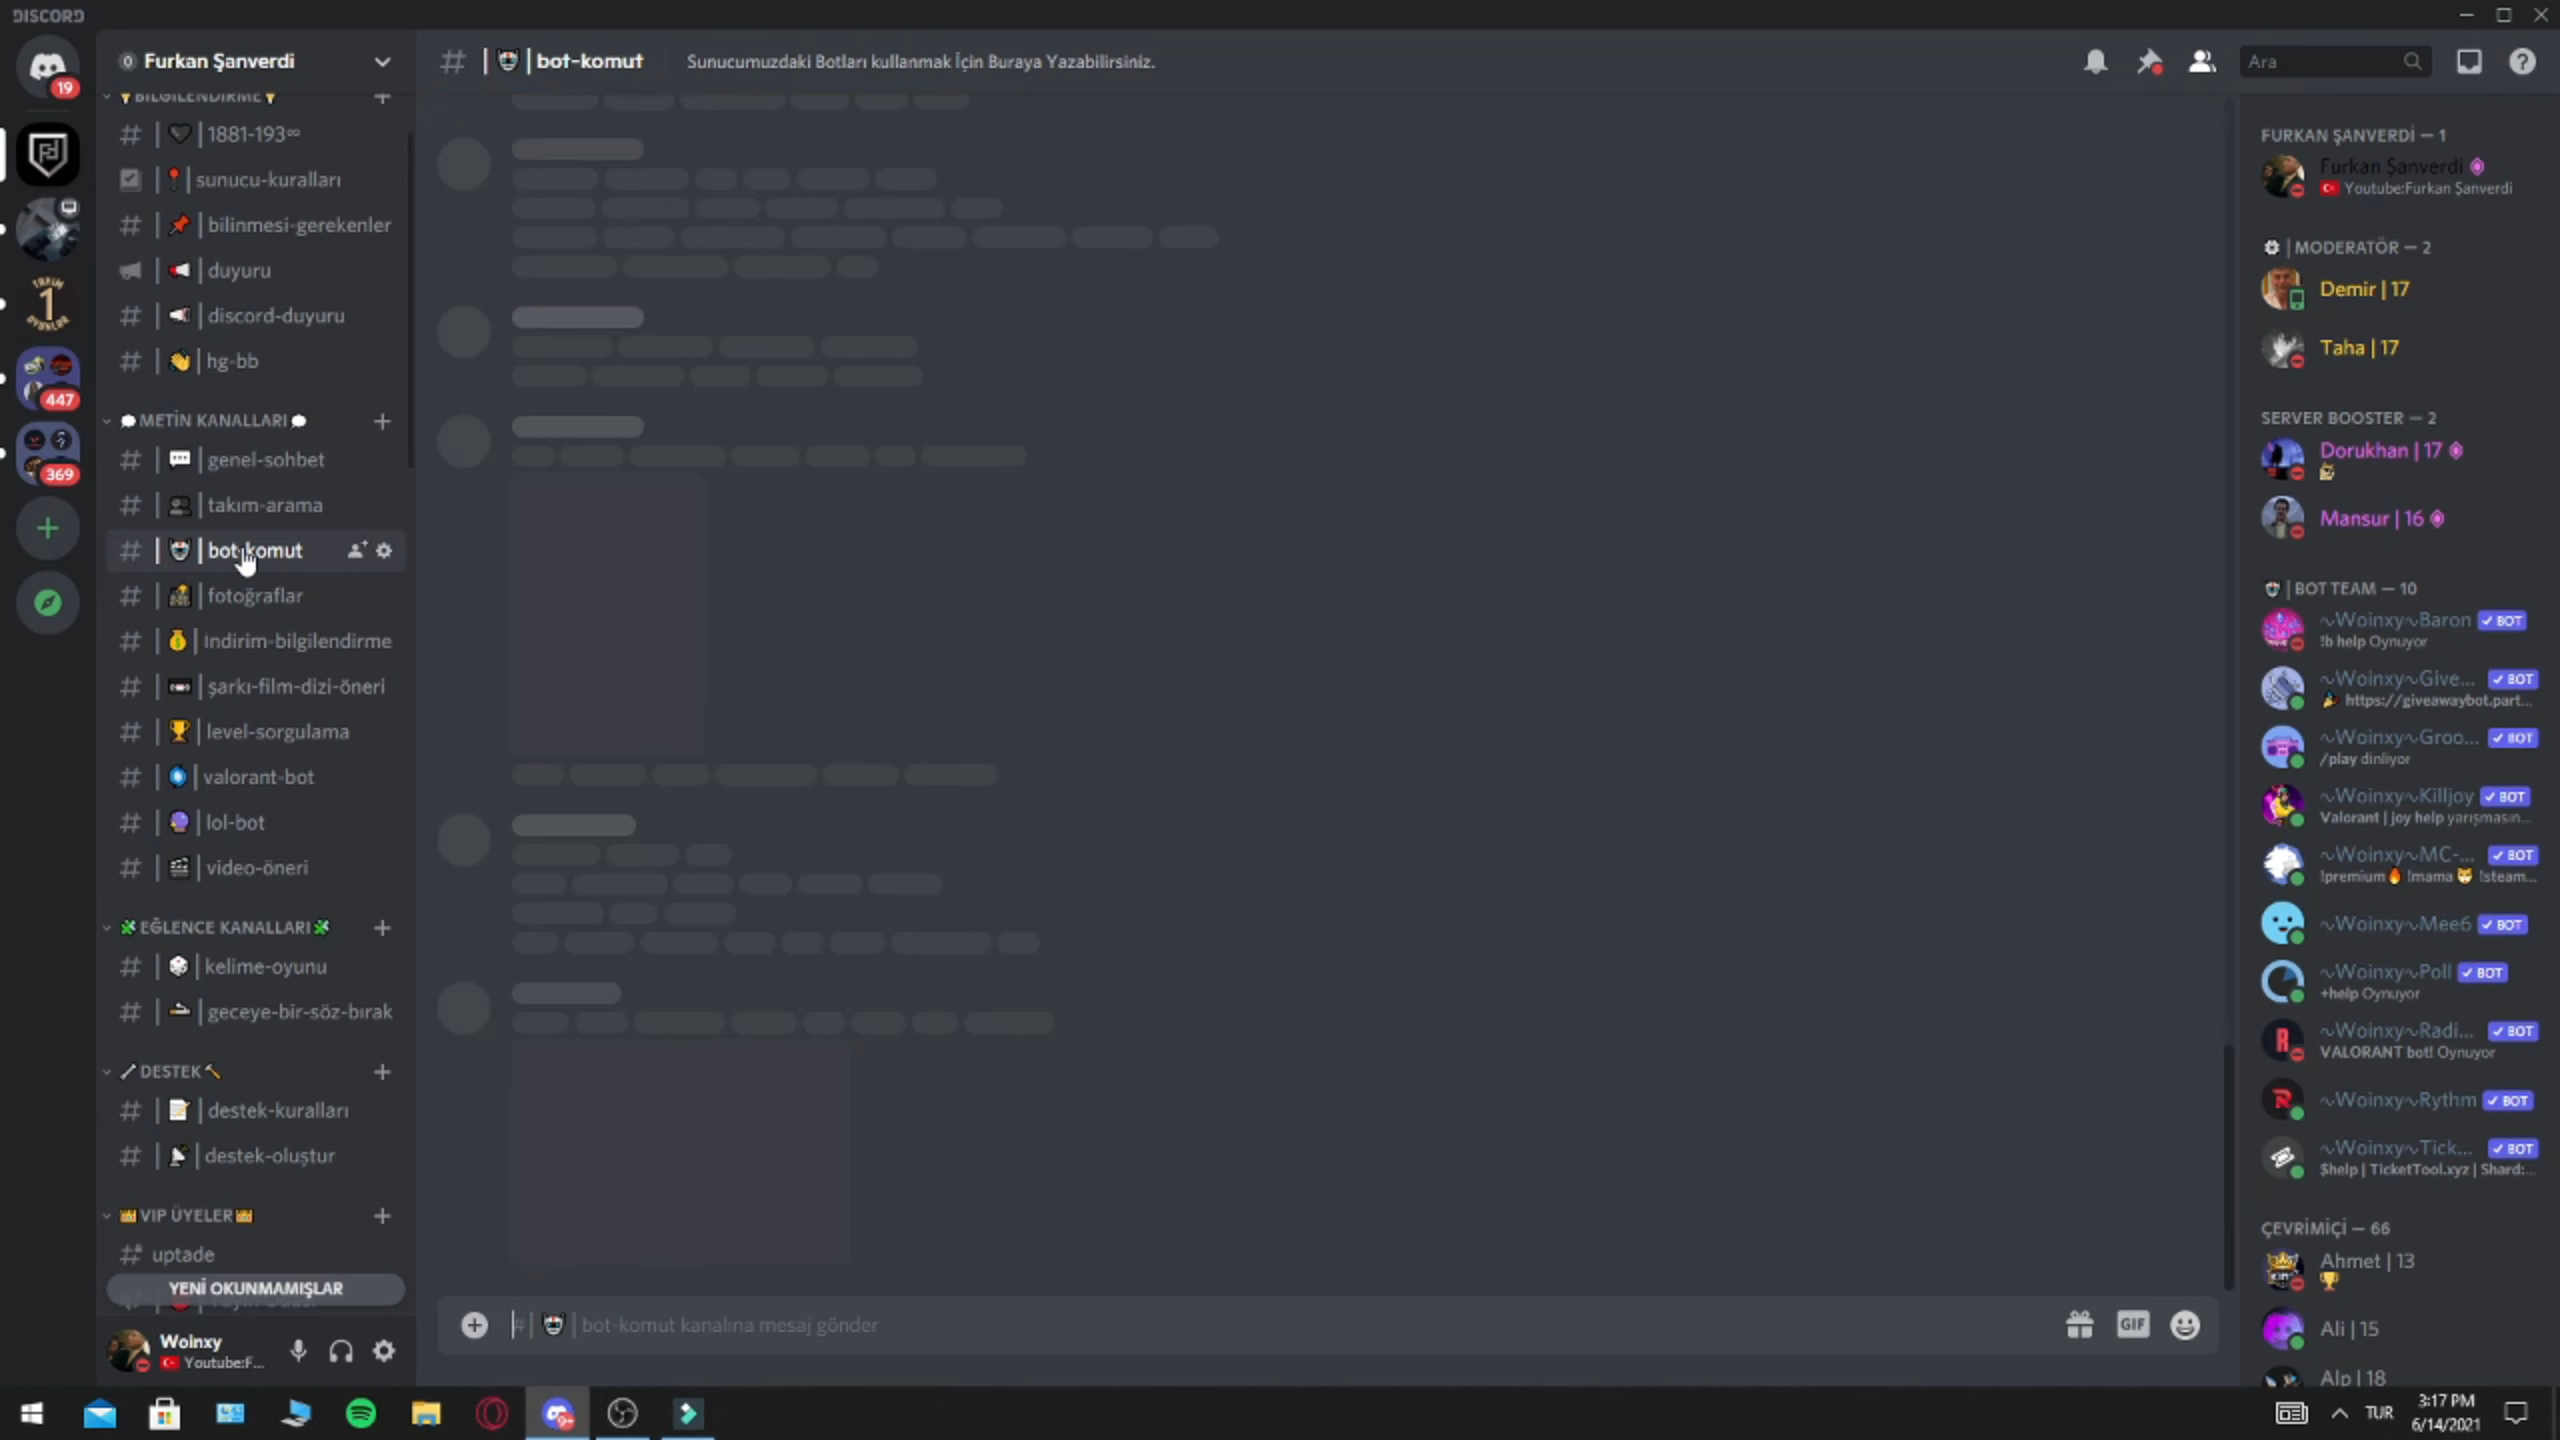 DISCORD
Furkan Şanverdi
bot-komut
Sunucumuzdaki Botları kullanmak İçin Buraya Yazabilirsiniz.
Ara
19
447
369
BİLGİLENDİRME
1881-193∞
sunucu-kuralları
bilinmesi-gerekenler
duyuru
discord-duyuru
hg-bb
METİN KANALLARI
genel-sohbet
takım-arama
bot-komut
fotoğraflar
Indirim-bilgilendirme
şarkı-film-dizi-öneri
level-sorgulama
valorant-bot
lol-bot
video-öneri
EĞLENCE KANALLARI
kelime-oyunu
geceye-bir-söz-bırak
DESTEK
destek-kuralları
destek-oluştur
VIP ÜYELER
uptade
YENİ OKUNMAMIŞLAR
Woinxy
Youtube:F...
bot-komut kanalına mesaj gönder
GIF
FURKAN ŞANVERDİ — 1
Furkan Şanverdi
Youtube:Furkan Şanverdi
MODERATÖR — 2
Demir | 17
Taha | 17
SERVER BOOSTER — 2
Dorukhan | 17
Mansur | 16
BOT TEAM — 10
~Woinxy~Baron BOT
!b help Oynuyor
~Woinxy~Give... BOT
https://giveawaybot.part...
~Woinxy~Groo... BOT
/play dinliyor
~Woinxy~Killjoy BOT
Valorant | joy help yarışmasın...
~Woinxy~MC-... BOT
!premium !mama !steam...
~Woinxy~Mee6 BOT
~Woinxy~Poll BOT
+help Oynuyor
~Woinxy~Radi... BOT
VALORANT bot! Oynuyor
~Woinxy~Rythm BOT
~Woinxy~Tick... BOT
$help | TicketTool.xyz | Shard:...
ÇEVRİMİÇİ — 66
Ahmet | 13
Ali | 15
Alp | 18
9+
TUR
3:17 PM
6/14/2021